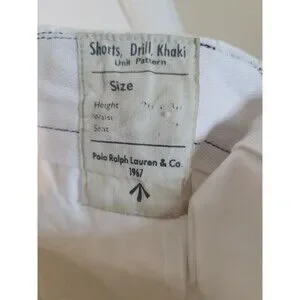 Shorts, Drill, Khaki
Unit Pattern
Size
Height
Waist
Seat
Polo Ralph Lauren & Co.
1967